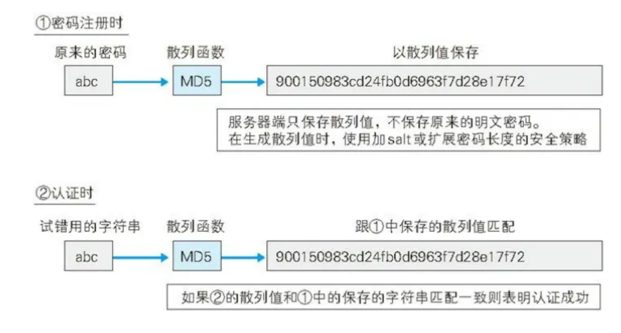 ①密码注册时
原来的密码 散列函数 以散列值保存
abc MD5 900150983cd24fb0d6963f7d28e17f72
服务器端只保存散列值，不保存原来的明文密码。
在生成散列值时，使用加salt或扩展密码长度的安全策略
②认证时
试错用的字符串 散列函数 跟①中保存的散列值匹配
abc MD5 900150983cd24fb0d6963f7d28e17f72
如果②的散列值和①中的保存的字符串匹配一致则表明认证成功